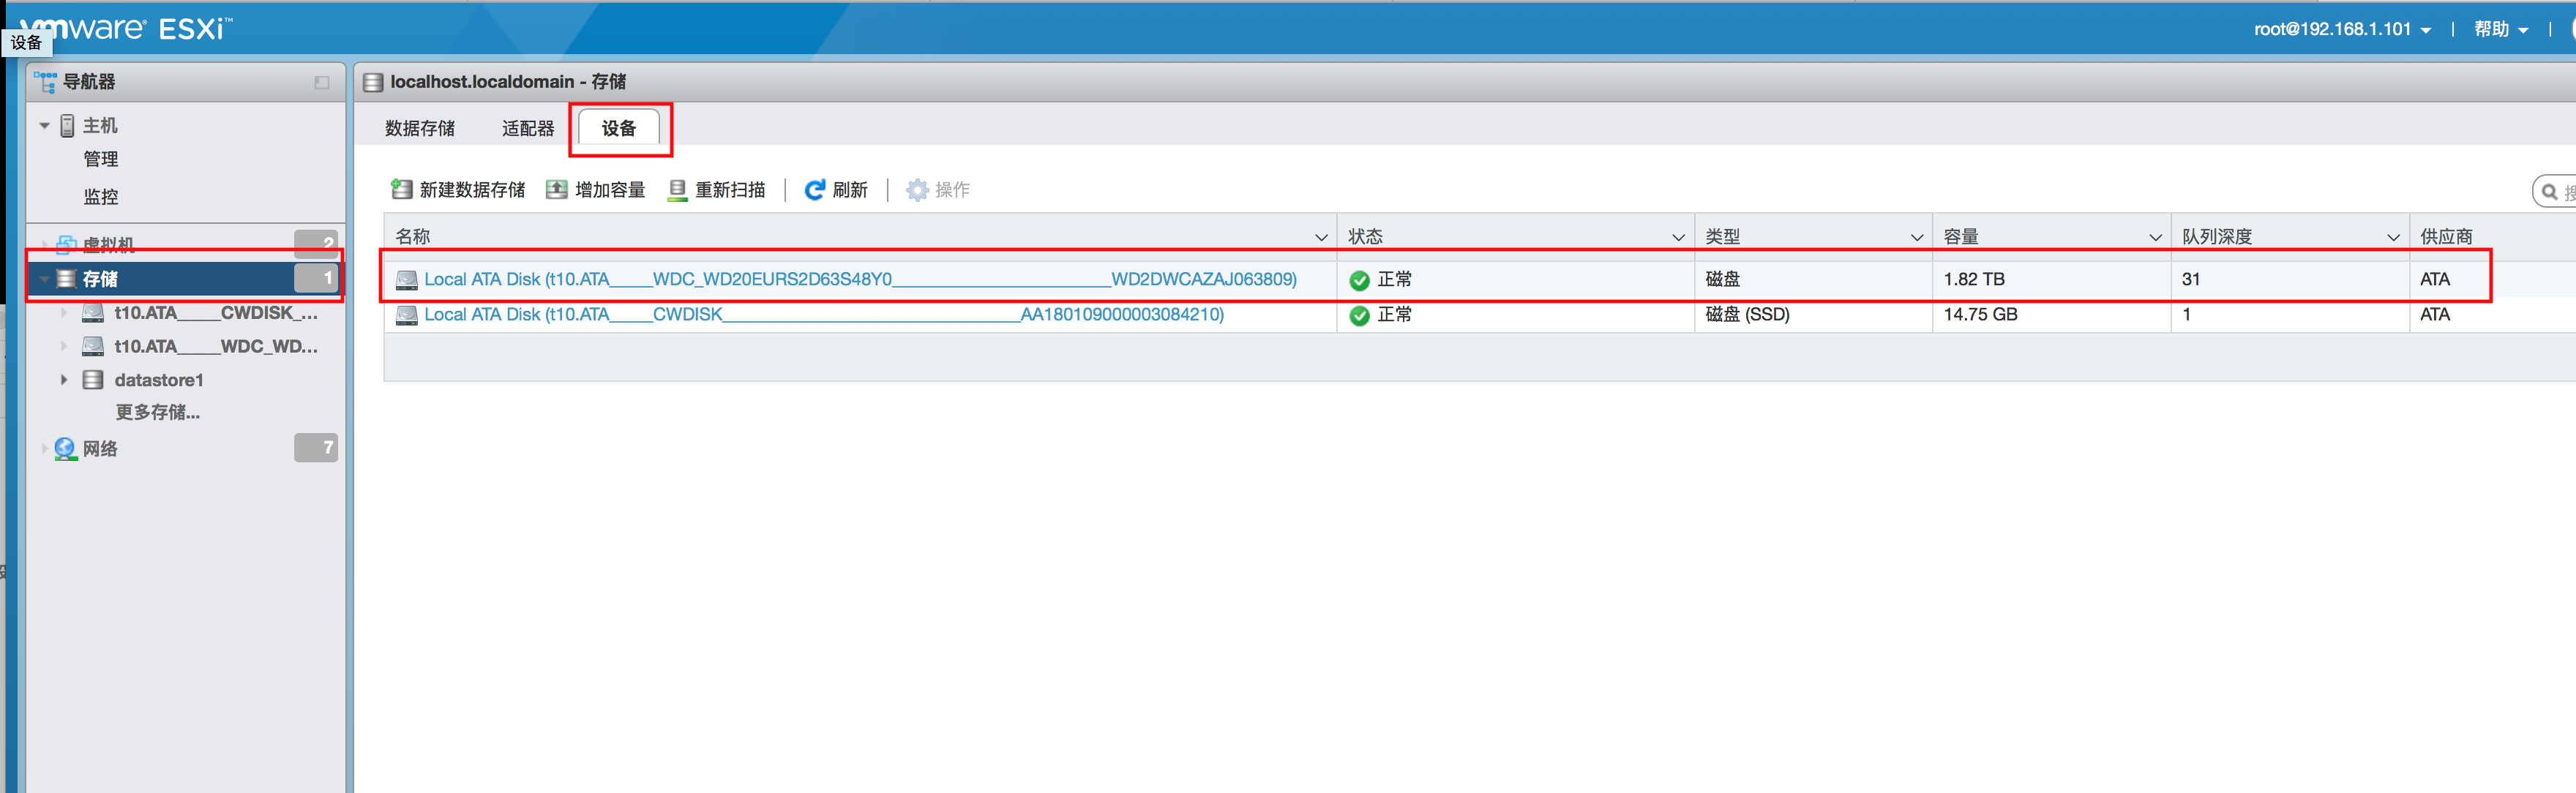 vmware® ESXi™
设备
root@192.168.1.101 | 帮助 |
导航器
主机
管理
监控
虚拟机 2
存储 1
t10.ATA_____CWDISK_...
t10.ATA_____WDC_WD...
datastore1
更多存储...
网络 7
localhost.localdomain - 存储
数据存储 适配器 设备
新建数据存储 增加容量 重新扫描 | 刷新 | 操作
名称 状态 类型 容量 队列深度 供应商
Local ATA Disk (t10.ATA_____WDC_WD20EURS2D63S48Y0_________________________WD2DWCAZAJ063809) 正常 磁盘 1.82 TB 31 ATA
Local ATA Disk (t10.ATA_____CWDISK__________________________________AA180109000003084210) 正常 磁盘 (SSD) 14.75 GB 1 ATA